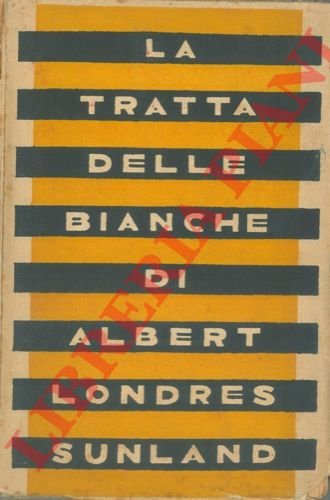 LA
TRATTA
DELLE
BIANCHE
DI
ALBERT
LONDRES
SUNLAND
LIBRERIA PIANI